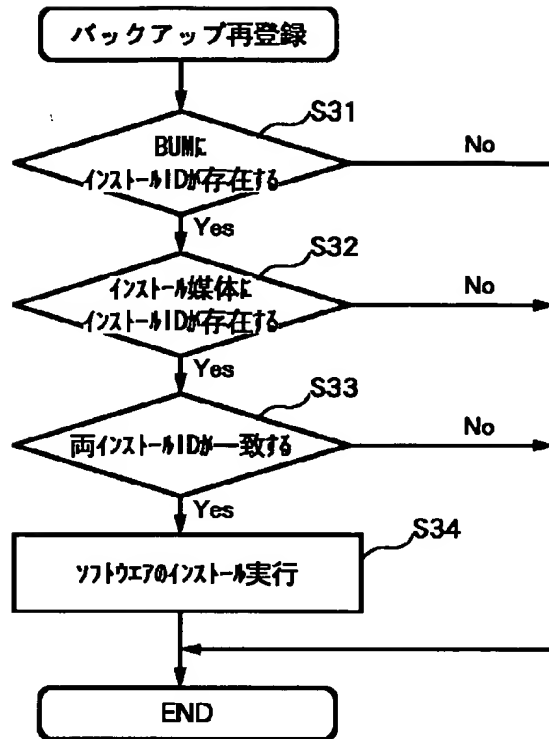 バックアップ再登録
S31
BUMに
インストールIDが存在する
No
Yes
S32
インストール媒体に
インストールIDが存在する
No
Yes
S33
両インストールIDが一致する
No
Yes
S34
ソフトウエアのインストール実行
END